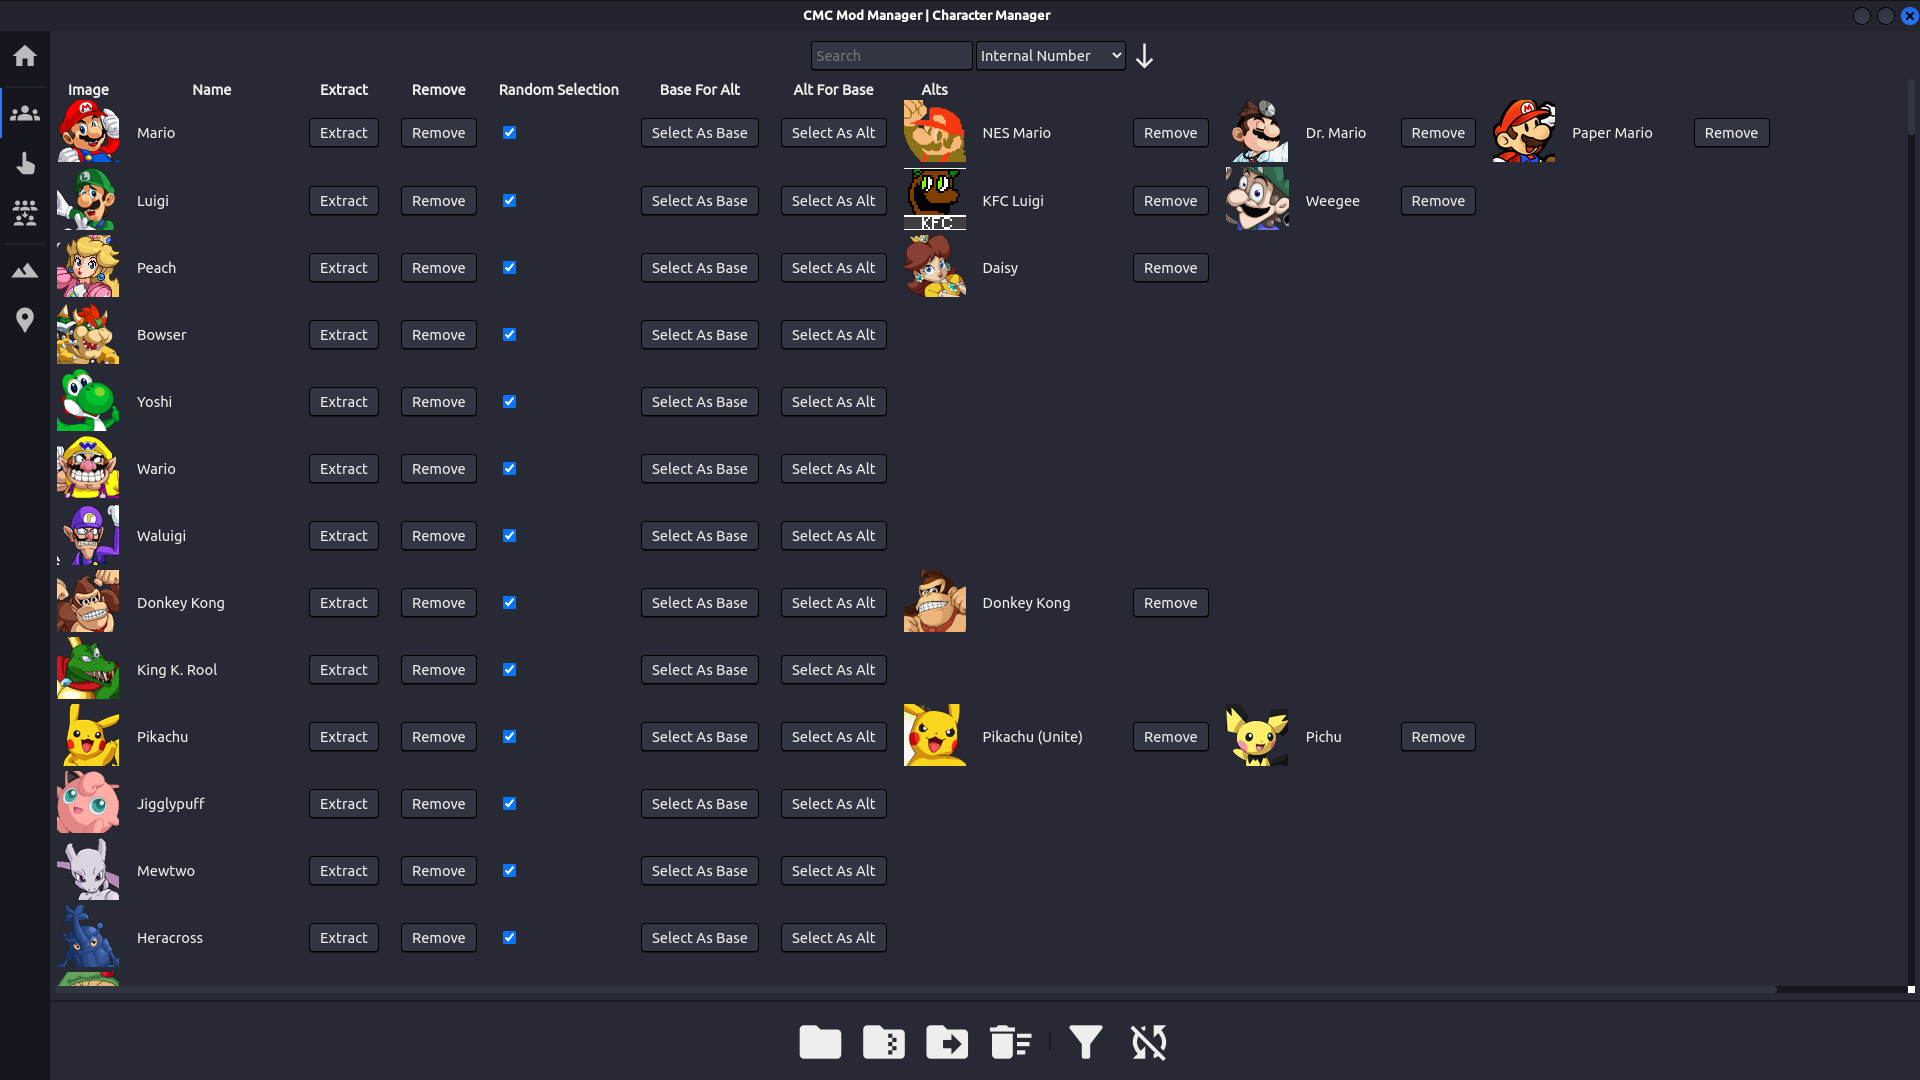 CMC Mod Manager | Character Manager
Search Internal Number
Image Name Extract Remove Random Selection Base For Alt Alt For Base Alts
Mario Extract Remove Select As Base Select As Alt NES Mario Remove Dr. Mario Remove Paper Mario Remove
Luigi Extract Remove Select As Base Select As Alt KFC KFC Luigi Remove Weegee Remove
Peach Extract Remove Select As Base Select As Alt Daisy Remove
Bowser Extract Remove Select As Base Select As Alt
Yoshi Extract Remove Select As Base Select As Alt
Wario Extract Remove Select As Base Select As Alt
Waluigi Extract Remove Select As Base Select As Alt
Donkey Kong Extract Remove Select As Base Select As Alt Donkey Kong Remove
King K. Rool Extract Remove Select As Base Select As Alt
Pikachu Extract Remove Select As Base Select As Alt Pikachu (Unite) Remove Pichu Remove
Jigglypuff Extract Remove Select As Base Select As Alt
Mewtwo Extract Remove Select As Base Select As Alt
Heracross Extract Remove Select As Base Select As Alt